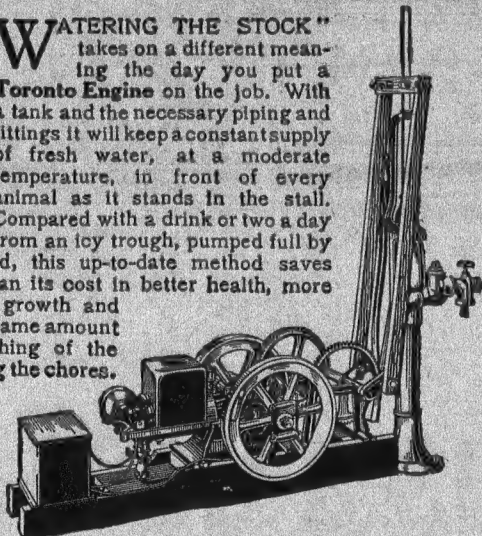 "WATERING THE STOCK"
takes on a different mean-
ing the day you put a
Toronto Engine on the job. With
a tank and the necessary piping and
fittings it will keep a constant supply
of fresh water, at a moderate
temperature, in front of every
animal as it stands in the stall.
Compared with a drink or two a day
from an icy trough, pumped full by
this up-to-date method saves
its cost in better health, more
growth and
same amount
of the
the chores.